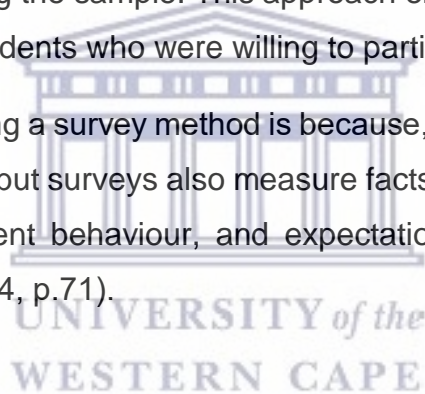 g the sample. This approach
dents who were willing to parti
ng a survey method is because,
out surveys also measure facts
ent behaviour, and expectatio
4, p.71).
UNIVERSITY of the
WESTERN CAPE